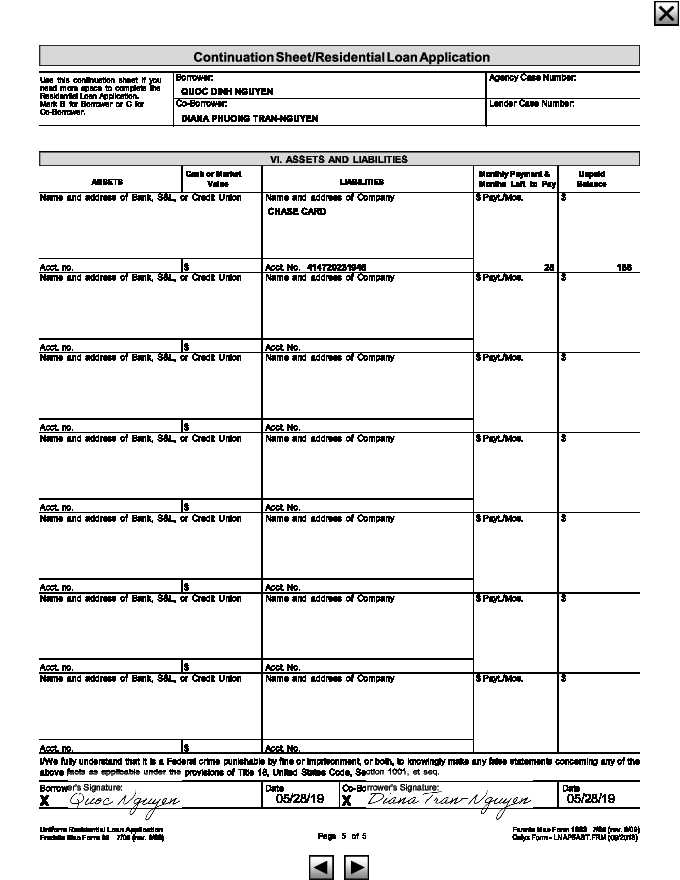 Continuation Sheet/Residential Loan Application
Use this continuation sheet if you
need more space to complete the
Residential Loan Application.
Mark B for Borrower or C for
Co-Borrower.
Borrower:
QUOC DINH NGUYEN
Agency Case Number:
Co-Borrower:
DIANA PHUONG TRAN-NGUYEN
Lender Case Number:
VI. ASSETS AND LIABILITIES
ASSETS
Cash or Market
Value
LIABILITIES
Monthly Payment &
Months Left to Pay
Unpaid
Balance
Name and address of Bank, S&L, or Credit Union
Name and address of Company
$ Payt./Mos.
$
CHASE CARD
Acct. no.
$
Acct. No.
Name and address of Bank, S&L, or Credit Union
Name and address of Company
$ Payt./Mos.
$
Acct. no.
$
Acct. No.
Name and address of Bank, S&L, or Credit Union
Name and address of Company
$ Payt./Mos.
$
Acct. no.
$
Acct. No.
Name and address of Bank, S&L, or Credit Union
Name and address of Company
$ Payt./Mos.
$
Acct. no.
$
Acct. No.
Name and address of Bank, S&L, or Credit Union
Name and address of Company
$ Payt./Mos.
$
Acct. no.
$
Acct. No.
Name and address of Bank, S&L, or Credit Union
Name and address of Company
$ Payt./Mos.
$
Acct. no.
$
Acct. No.
Name and address of Bank, S&L, or Credit Union
Name and address of Company
$ Payt./Mos.
$
Acct. no.
$
Acct. No.
I/We fully understand that it is a Federal crime punishable by fine or imprisonment, or both, to knowingly make any false statements concerning any of the
above facts as applicable under the provisions of Title 18, United States Code, Section 1001, et seq.
Borrower's Signature:
X Quoc Nguyen
Date
05/28/19
Co-Borrower's Signature:
X Diana Tran-Nguyen
Date
05/28/19
Uniform Residential Loan Application
Freddie Mac Form 65 7/05 (rev. 6/09)
Page 5 of 5
Fannie Mae Form 1003 7/05 (rev. 6/09)
Calyx Form - LNAP5AST.FRM (09/2013)